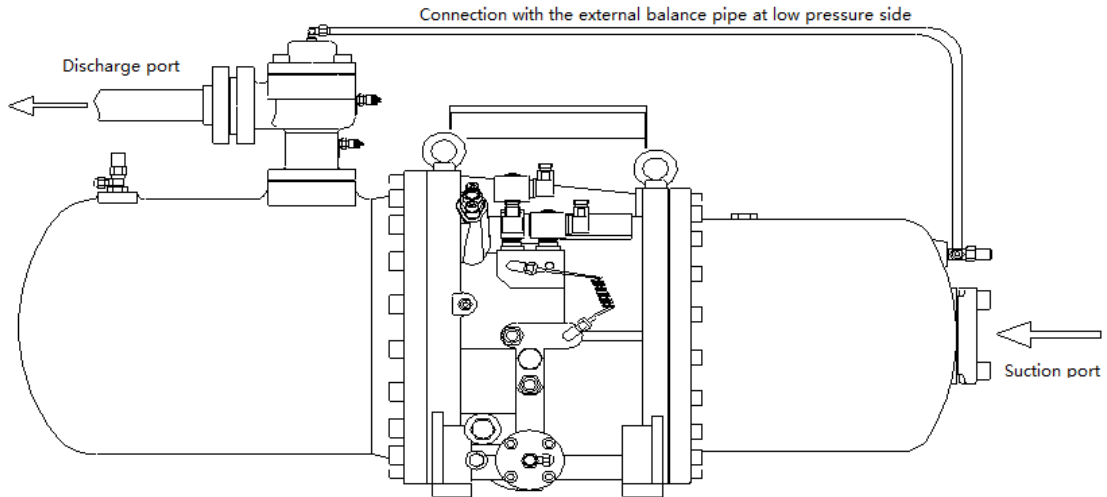 Connection with the external balance pipe at low pressure side
Discharge port
Suction port